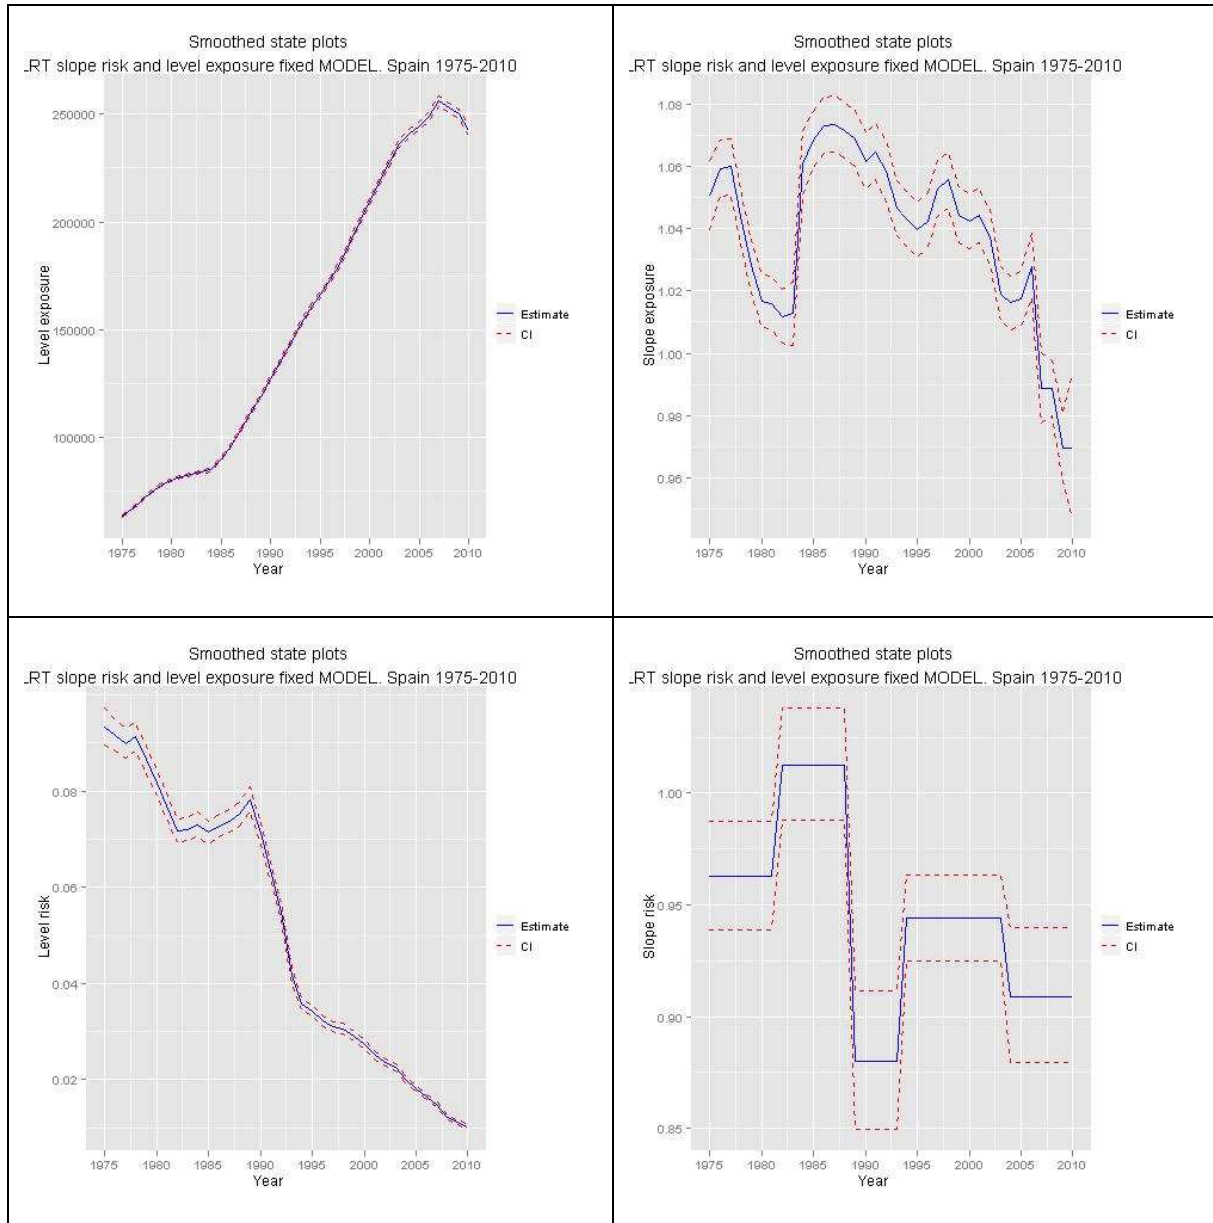 Smoothed state plots
_RT slope risk and level exposure fixed MODEL. Spain 1975-2010
250000
200000
150000
100000
Level exposure
1975 1980 1985 1990 1995 2000 2005 2010
Year
Estimate
CI
Smoothed state plots
_RT slope risk and level exposure fixed MODEL. Spain 1975-2010
1.08
1.06
1.04
1.02
1.00
0.98
0.96
Slope exposure
1975 1980 1985 1990 1995 2000 2005 2010
Year
Estimate
CI
Smoothed state plots
_RT slope risk and level exposure fixed MODEL. Spain 1975-2010
0.08
0.06
0.04
0.02
Level risk
1975 1980 1985 1990 1995 2000 2005 2010
Year
Estimate
CI
Smoothed state plots
_RT slope risk and level exposure fixed MODEL. Spain 1975-2010
1.00
0.95
0.90
0.85
Slope risk
1975 1980 1985 1990 1995 2000 2005 2010
Year
Estimate
CI